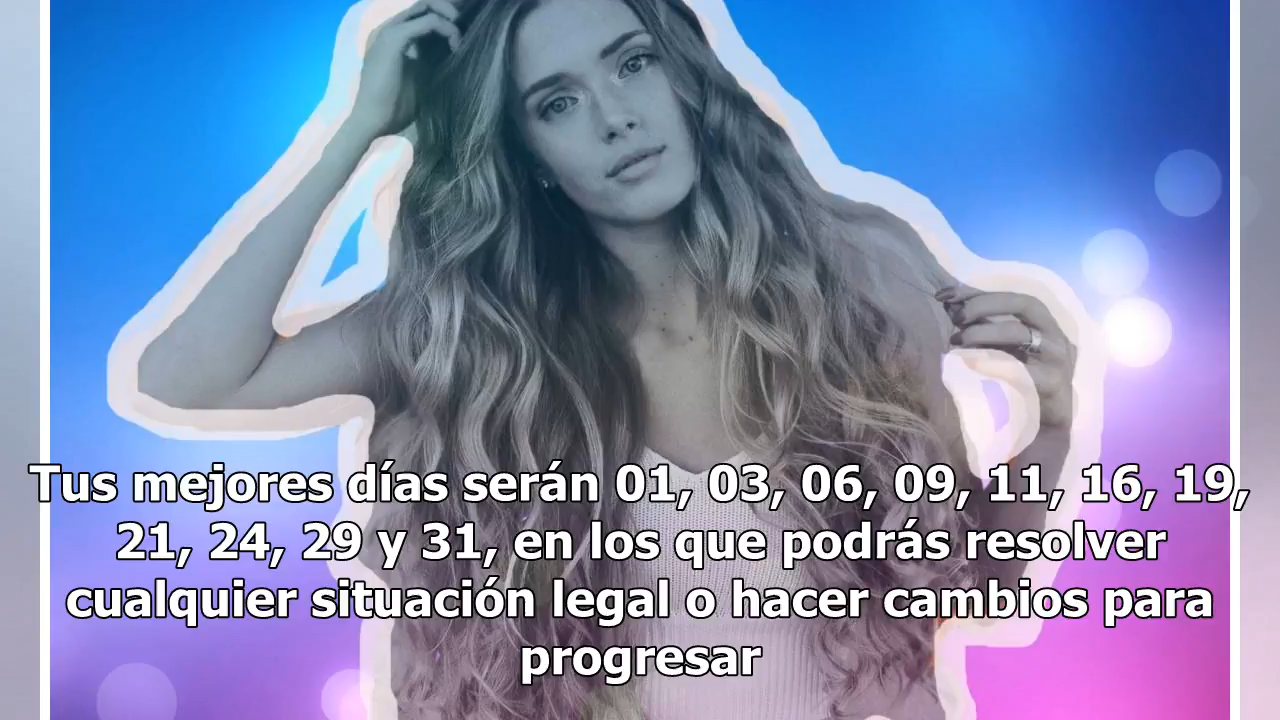 Tus mejores días serán 01, 03, 06, 09, 11, 16, 19,
21, 24, 29 y 31, en los que podrás resolver
cualquier situación legal o hacer cambios para
progresar